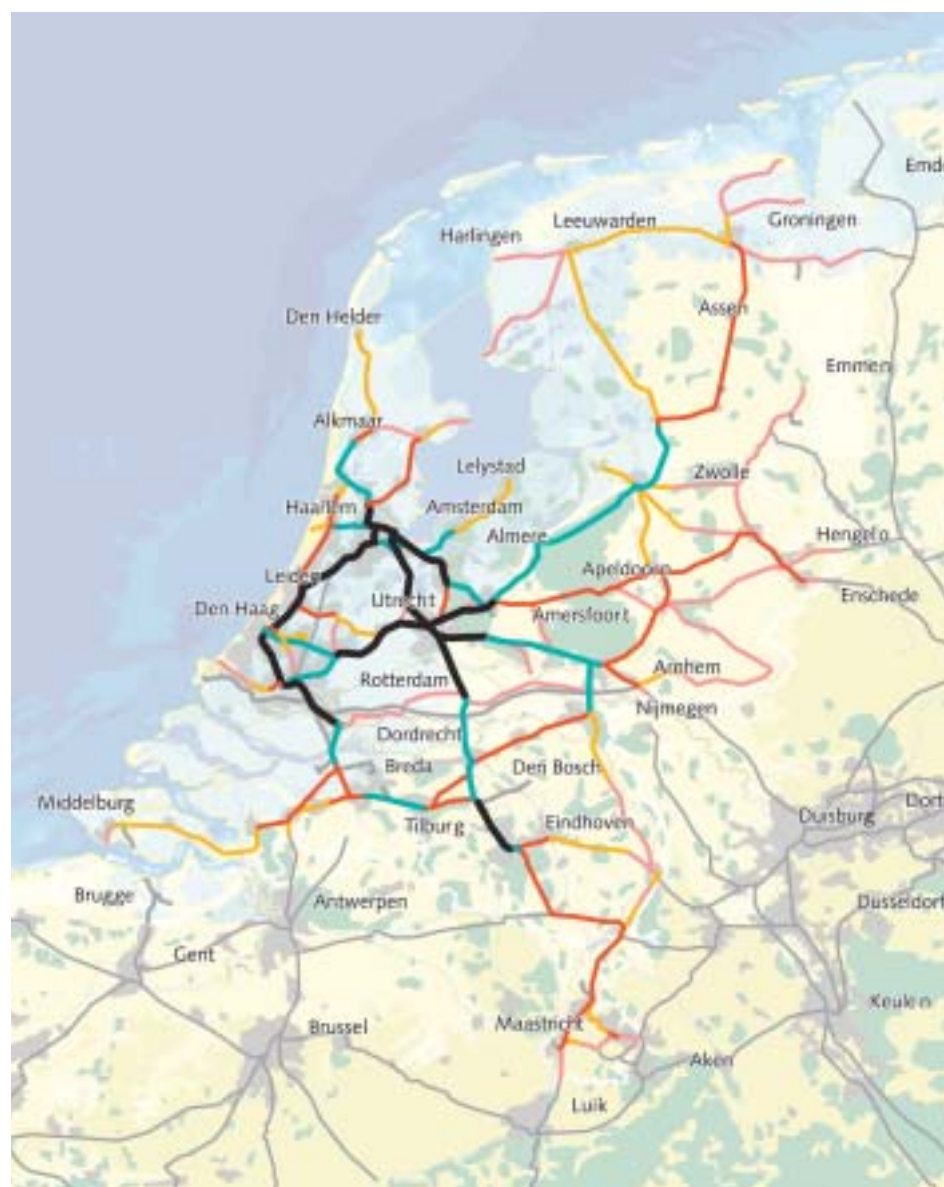 Emd
Leeuwarden
Groningen
Harlingen
Assen
Den Helder
Emmen
Alkmaar
Lelystad
Zwolle
Haarlem
Amsterdam
Almere
Hengelo
Leiden
Apeldoorn
Utrecht
Den Haag
Amersfoort
Enschede
Arnhem
Rotterdam
Nijmegen
Dordrecht
Breda
Den Bosch
Middelburg
Tilburg
Eindhoven
Duisburg
Dort
Brugge
Antwerpen
Düsseldorf
Gent
Keulen
Brussel
Maastricht
Aken
Luik